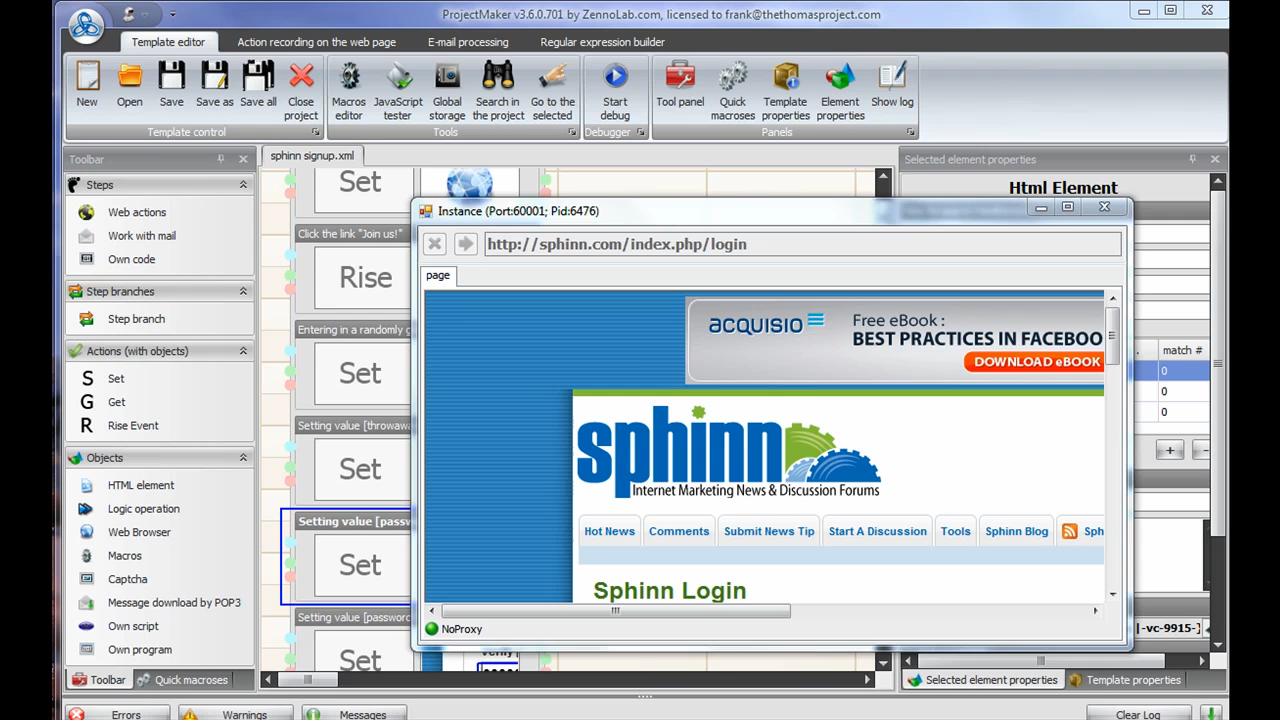 ProjectMaker v3.6.0.701 by ZennoLab.com, licensed to frank@thethomasproject.com
Template editor
Action recording on the web page
E-mail processing
Regular expression builder
New
Open
Save
Save as
Save all
Close project
Macros editor
JavaScript tester
Global storage
Search in the project
Go to the selected
Start debug
Tool panel
Quick macroses
Template properties
Element properties
Show log
Template control
Tools
Debugger
Panels
Toolbar
sphinn signup.xml
Selected element properties
Steps
Web actions
Work with mail
Own code
Step branches
Step branch
Actions (with objects)
S Set
G Get
R Rise Event
Objects
HTML element
Logic operation
Web Browser
Macros
Captcha
Message download by POP3
Own script
Own program
Toolbar
Quick macroses
Set
Click the link "Join us!"
Rise
Entering in a randomly g
Set
Setting value [throwawa
Set
Setting value [passw
Set
Setting value [password
Set
Html Element
Instance (Port:60001; Pid:6476)
http://sphinn.com/index.php/login
page
ACQUISIO
Free eBook :
BEST PRACTICES IN FACEBOO
DOWNLOAD eBOOK
sphinn
Internet Marketing News & Discussion Forums
Hot News
Comments
Submit News Tip
Start A Discussion
Tools
Sphinn Blog
Sph
Sphinn Login
NoProxy
match #
0
0
0
+
-
|-vc-9915-]
Selected element properties
Template properties
Errors
Warnings
Messages
Clear Log